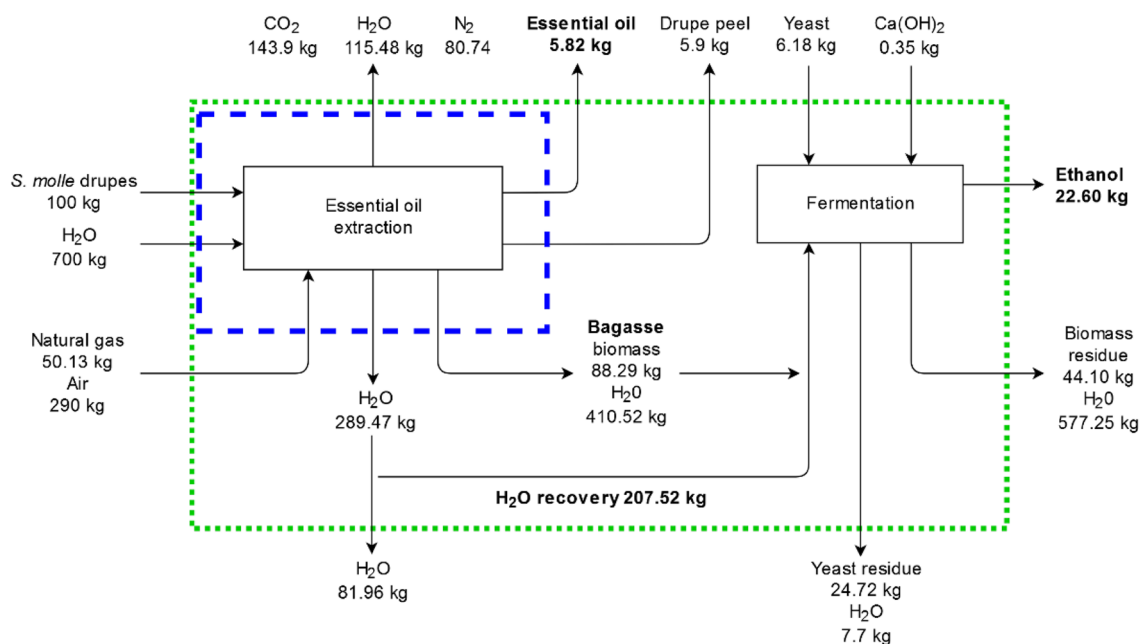 CO₂
143.9 kg
H₂O
115.48 kg
N₂
80.74
Essential oil
5.82 kg
Drupe peel
5.9 kg
Yeast
6.18 kg
Ca(OH)₂
0.35 kg
S. molle drupes
100 kg
H₂O
700 kg
Essential oil
extraction
Fermentation
Ethanol
22.60 kg
Natural gas
50.13 kg
Air
290 kg
H₂O
289.47 kg
Bagasse
biomass
88.29 kg
H₂0
410.52 kg
Biomass
residue
44.10 kg
H₂0
577.25 kg
H₂O recovery 207.52 kg
H₂O
81.96 kg
Yeast residue
24.72 kg
H₂O
7.7 kg